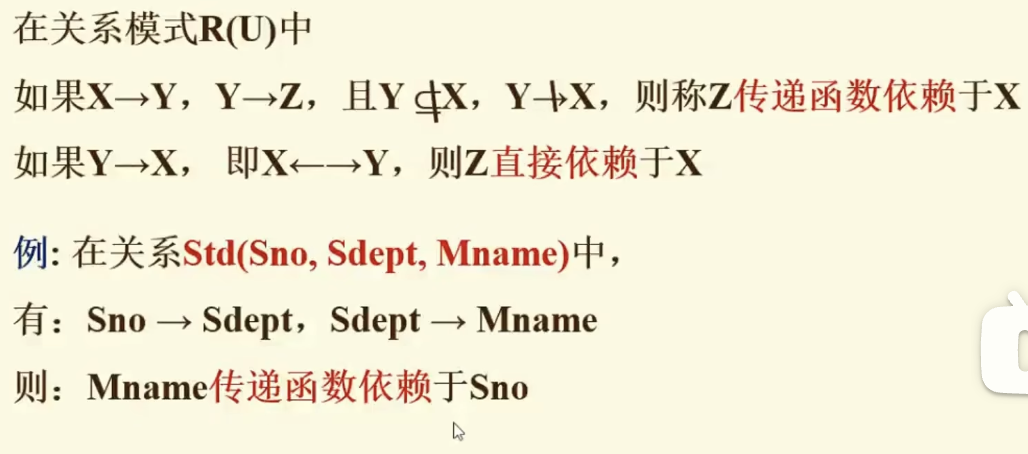 在关系模式R(U)中
如果X→Y，Y→Z，且Y⊈X，Y↛X，则称Z传递函数依赖于X
如果Y→X， 即X←→Y，则Z直接依赖于X
例: 在关系Std(Sno, Sdept, Mname)中，
有：Sno → Sdept，Sdept → Mname
则：Mname传递函数依赖于Sno